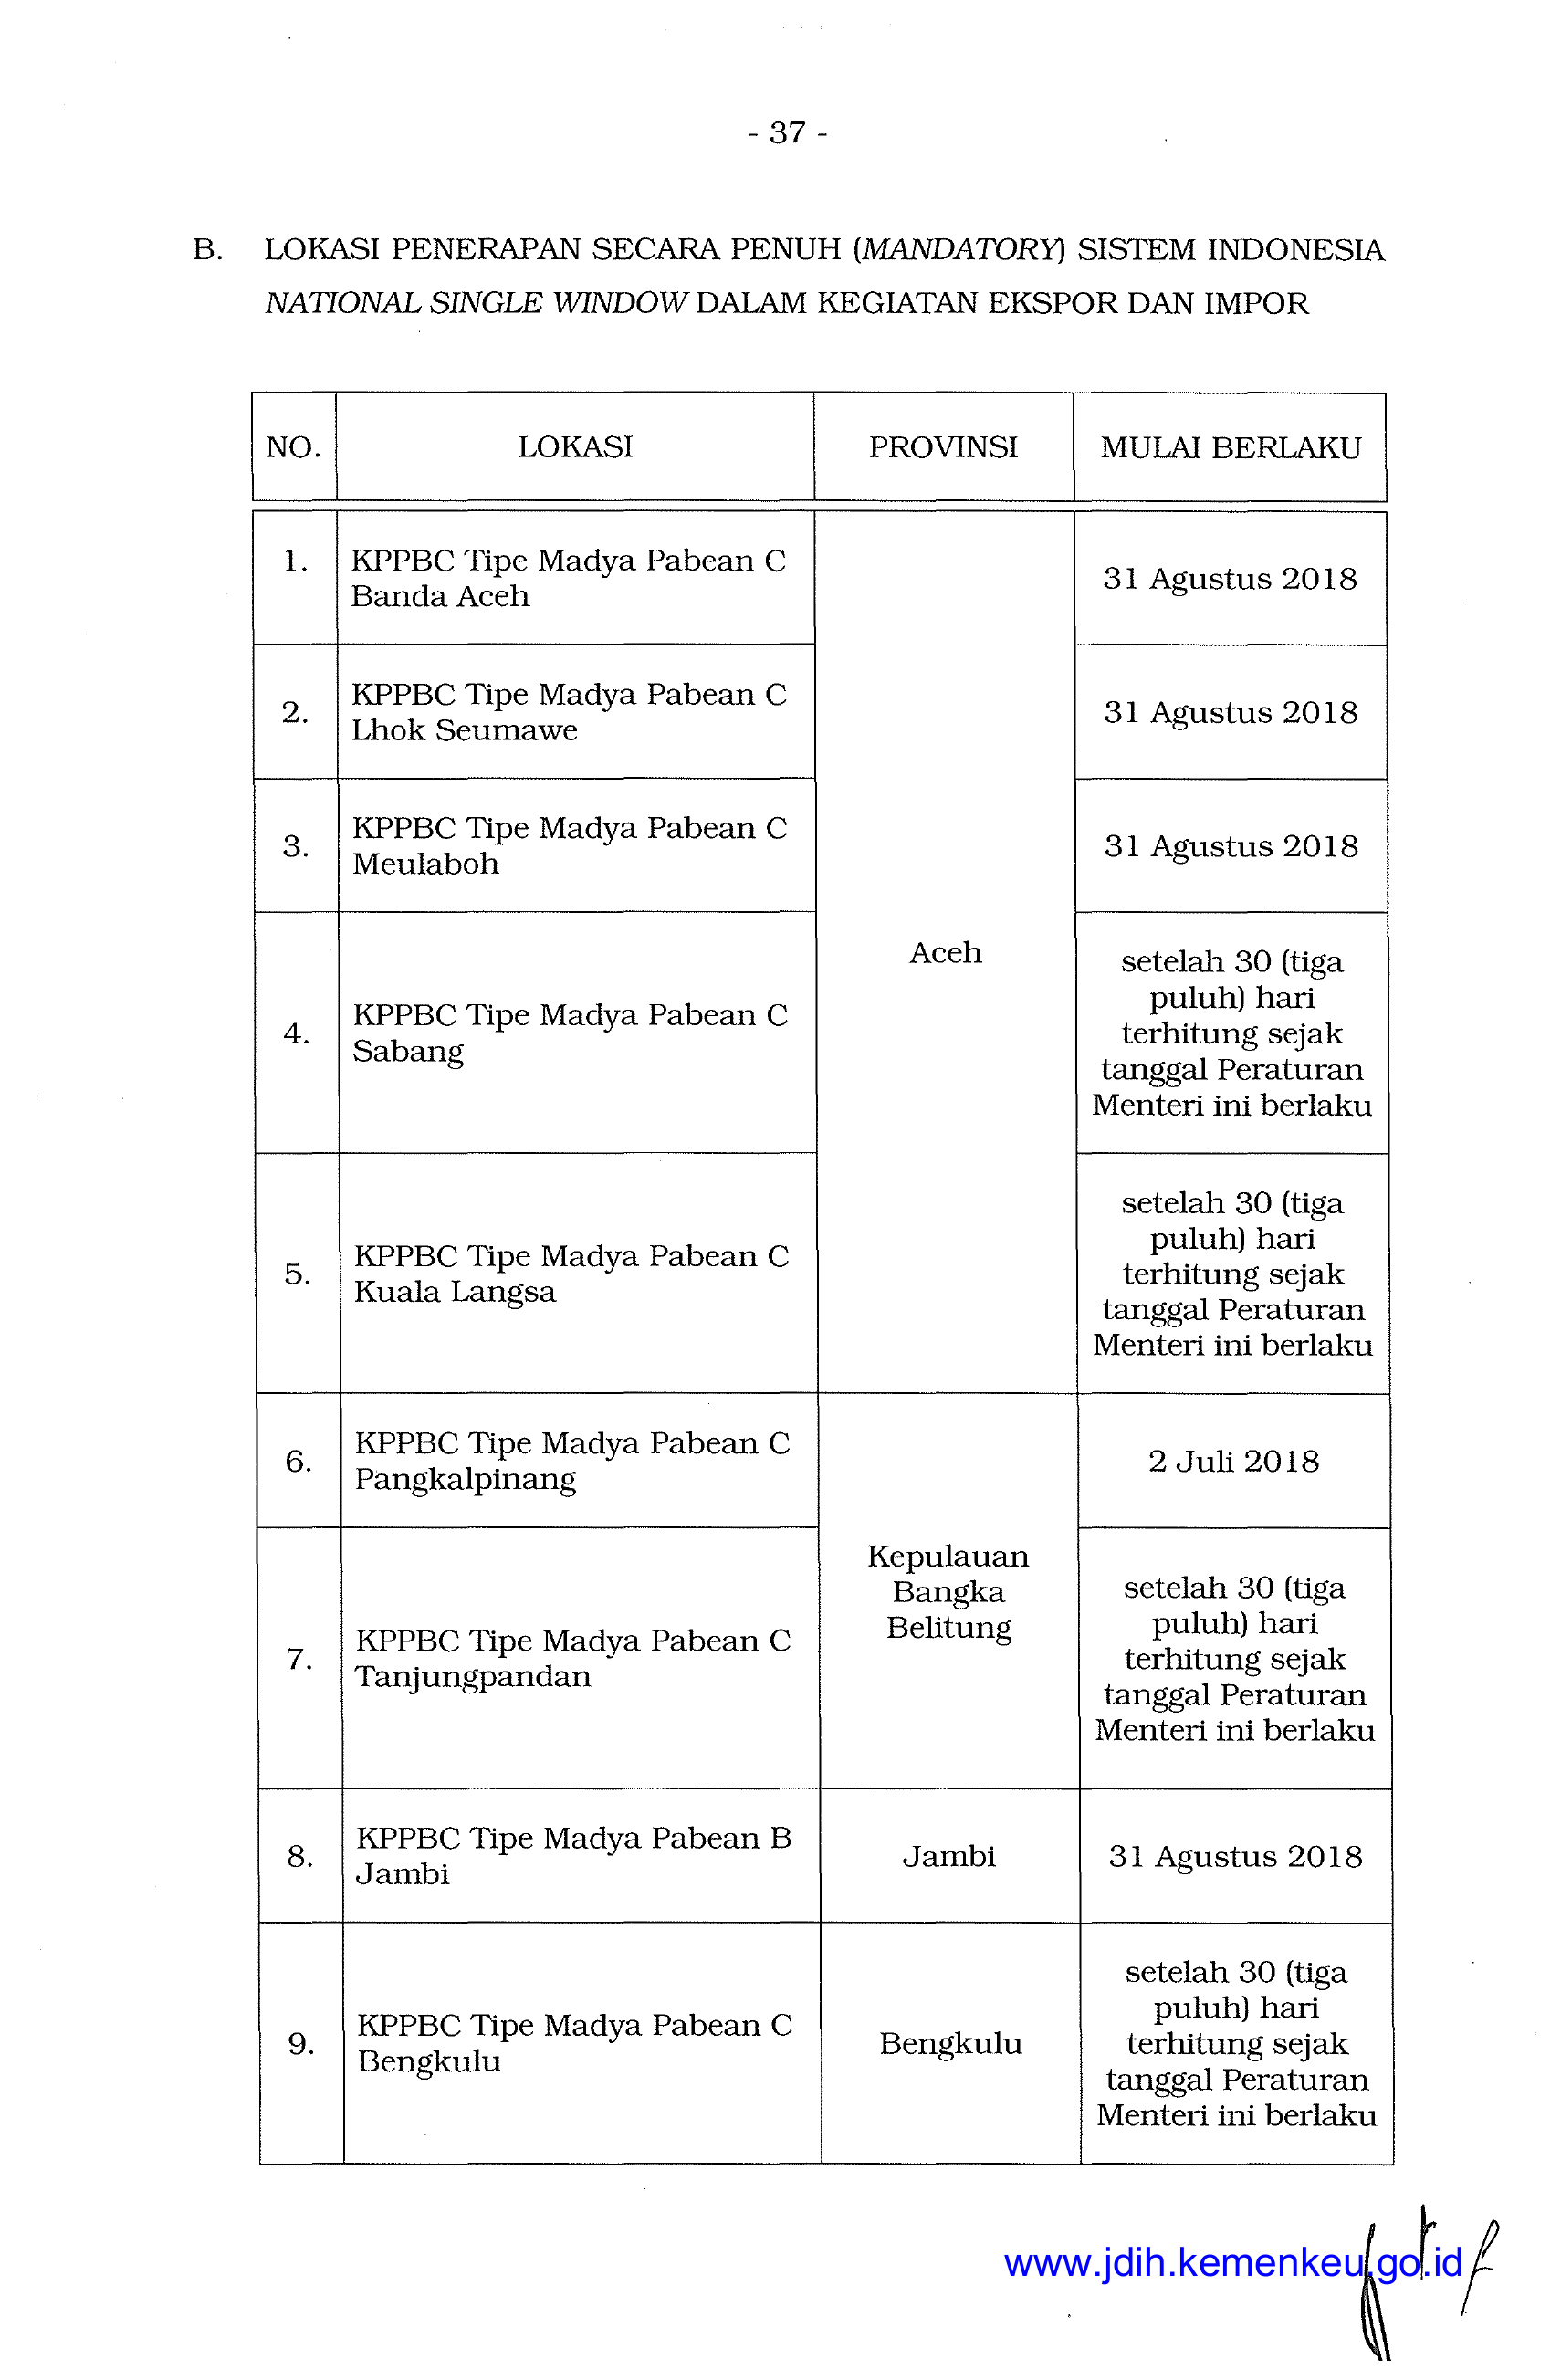 - 37 -
B. LOKASI PENERAPAN SECARA PENUH (MANDATORY) SISTEM INDONESIA
NATIONAL SINGLE WINDOW DALAM KEGIATAN EKSPOR DAN IMPOR
NO. LOKASI PROVINSI MULAI BERLAKU
1. KPPBC Tipe Madya Pabean C
Banda Aceh
31 Agustus 2018
2. KPPBC Tipe Madya Pabean C
Lhok Seumawe
31 Agustus 2018
3. KPPBC Tipe Madya Pabean C
Meulaboh
31 Agustus 2018
Aceh
4. KPPBC Tipe Madya Pabean C
Sabang
setelah 30 (tiga
puluh) hari
terhitung sejak
tanggal Peraturan
Menteri ini berlaku
5. KPPBC Tipe Madya Pabean C
Kuala Langsa
setelah 30 (tiga
puluh) hari
terhitung sejak
tanggal Peraturan
Menteri ini berlaku
6. KPPBC Tipe Madya Pabean C
Pangkalpinang
2 Juli 2018
Kepulauan
Bangka
Belitung
7. KPPBC Tipe Madya Pabean C
Tanjungpandan
setelah 30 (tiga
puluh) hari
terhitung sejak
tanggal Peraturan
Menteri ini berlaku
8. KPPBC Tipe Madya Pabean B
Jambi
Jambi
31 Agustus 2018
9. KPPBC Tipe Madya Pabean C
Bengkulu
Bengkulu
setelah 30 (tiga
puluh) hari
terhitung sejak
tanggal Peraturan
Menteri ini berlaku
www.jdih.kemenkeu.go.id